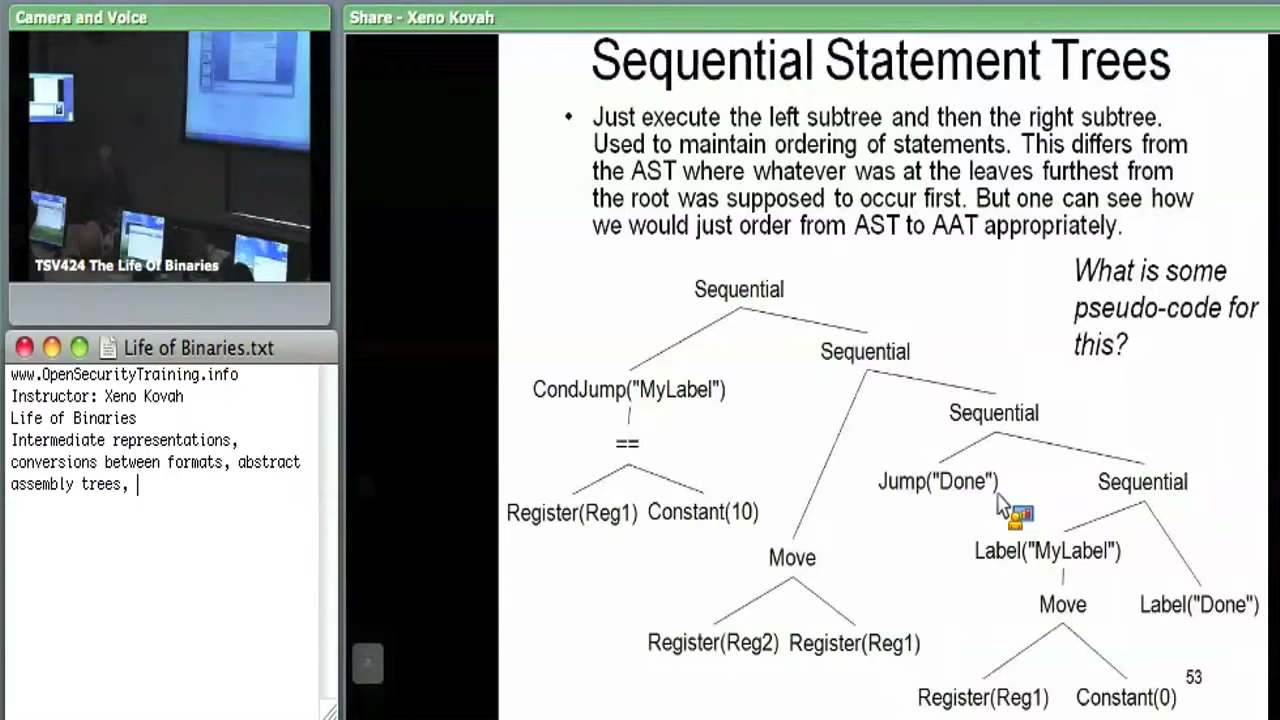 Camera and Voice
TSV424 The Life Of Binaries
Life of Binaries.txt
www.OpenSecurityTraining.info
Instructor: Xeno Kovah
Life of Binaries
Intermediate representations,
conversions between formats, abstract
assembly trees,
Share - Xeno Kovah
Sequential Statement Trees
• Just execute the left subtree and then the right subtree.
Used to maintain ordering of statements. This differs from
the AST where whatever was at the leaves furthest from
the root was supposed to occur first. But one can see how
we would just order from AST to AAT appropriately.
What is some
pseudo-code for
this?
Sequential
Sequential
CondJump("MyLabel")
Sequential
==
Jump("Done")
Sequential
Register(Reg1) Constant(10)
Label("MyLabel")
Move
Move
Label("Done")
Register(Reg2) Register(Reg1)
53
Register(Reg1) Constant(0)